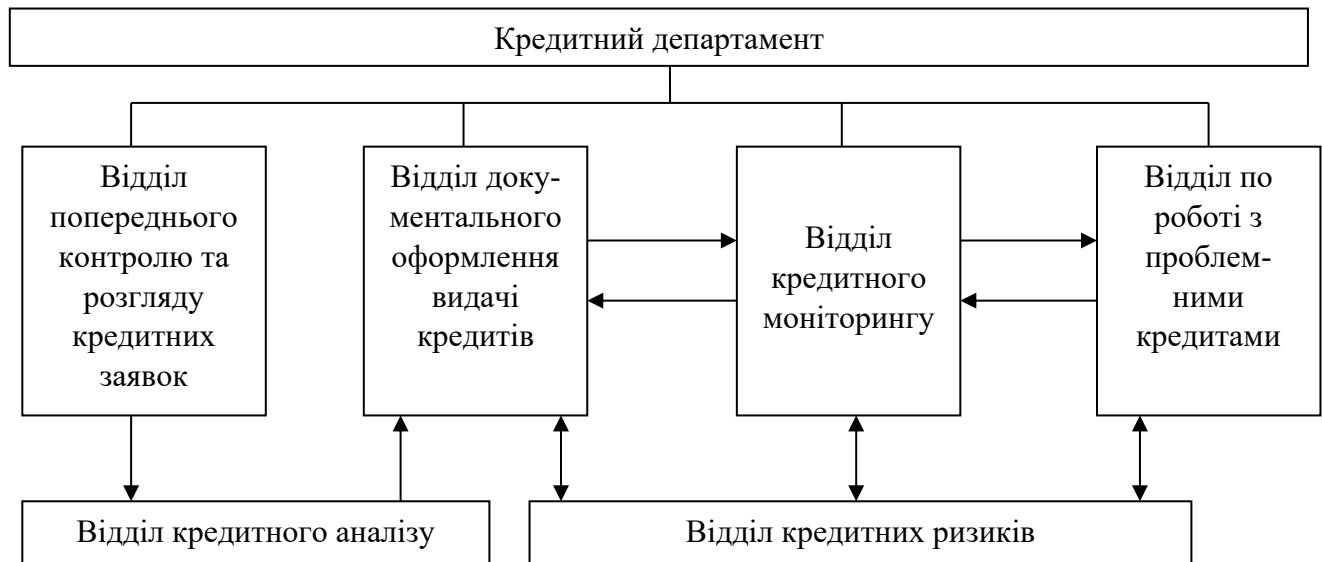 Кредитний департамент
Відділ
попереднього
контролю та
розгляду
кредитних
заявок
Відділ доку-
ментального
оформлення
видачі
кредитів
Відділ
кредитного
моніторингу
Відділ по
роботі з
проблем-
ними
кредитами
Відділ кредитного аналізу
Відділ кредитних ризиків